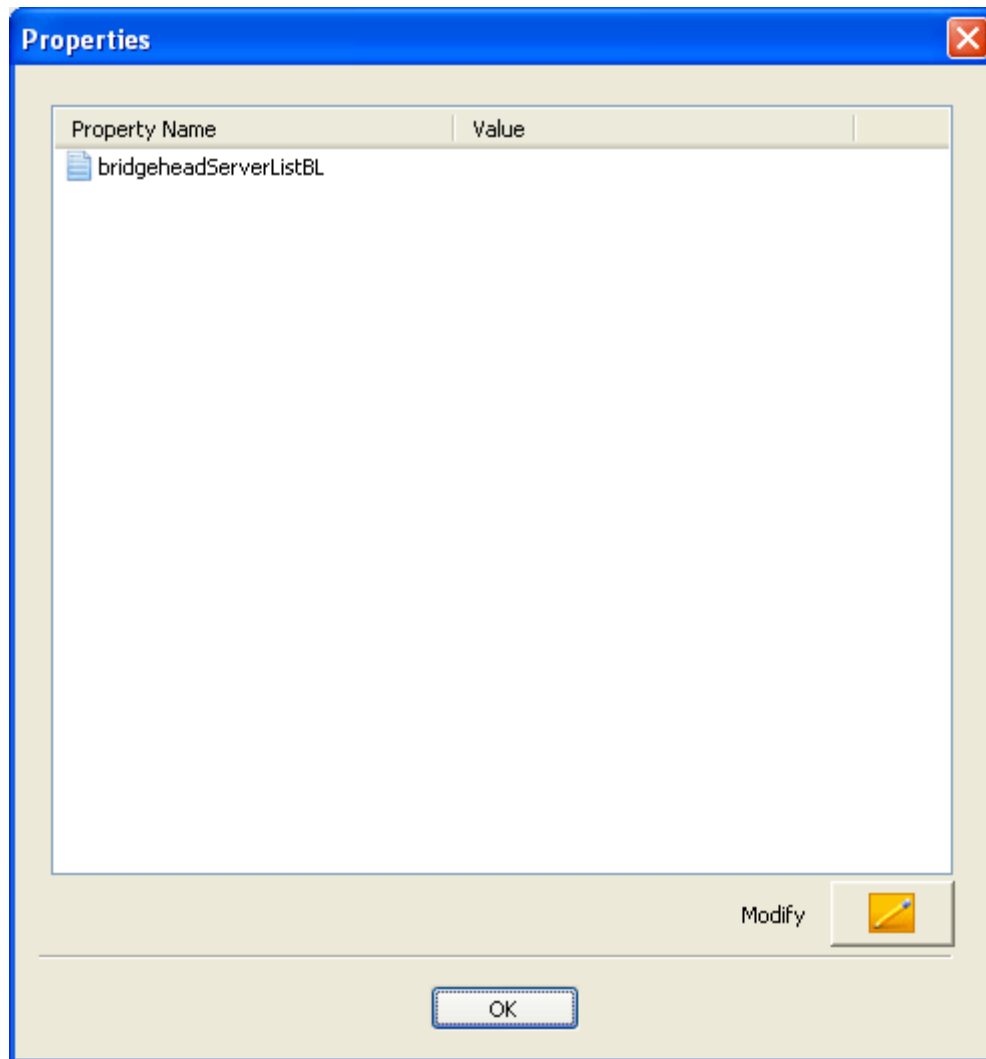 Properties
Property Name Value
bridgeheadServerListBL
Modify
OK